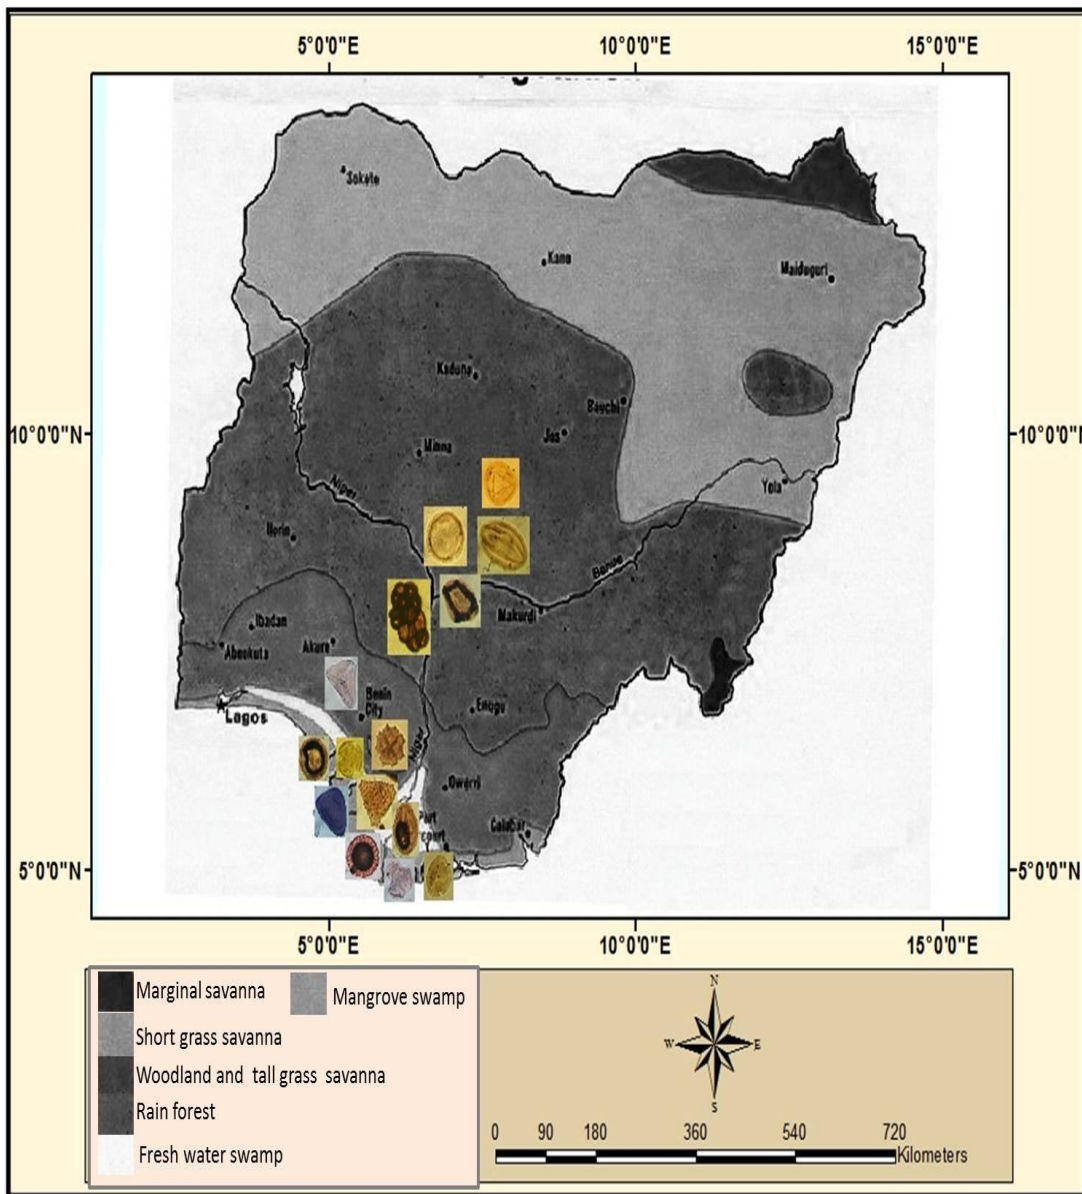 5°0'0"E 10°0'0"E 15°0'0"E
Sokoto
Kano
Maiduguri
Kaduna
Bauchi
Jos
10°0'0"N 10°0'0"N
Minna
Yola
Niger
Ilorin
Benue
Makurdi
Ibadan
Akure
Abeokuta
Benin
City
Enugu
Lagos
Owerri
Calabar
5°0'0"N 5°0'0"N
5°0'0"E 10°0'0"E 15°0'0"E
Marginal savanna Mangrove swamp
Short grass savanna
Woodland and tall grass savanna
Rain forest
Fresh water swamp
N
W E
S
0 90 180 360 540 720
Kilometers